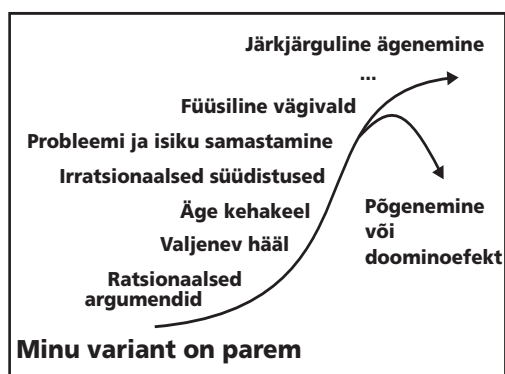 Järkjärguline ägenemine
...
Füüsiline vägivald
Probleemi ja isiku samastamine
Irratsionaalsed süüdistused
Äge kehakeel
Valjenev hääl
Ratsionaalsed
argumendid
Põgenemine
või
doominoefekt
Minu variant on parem